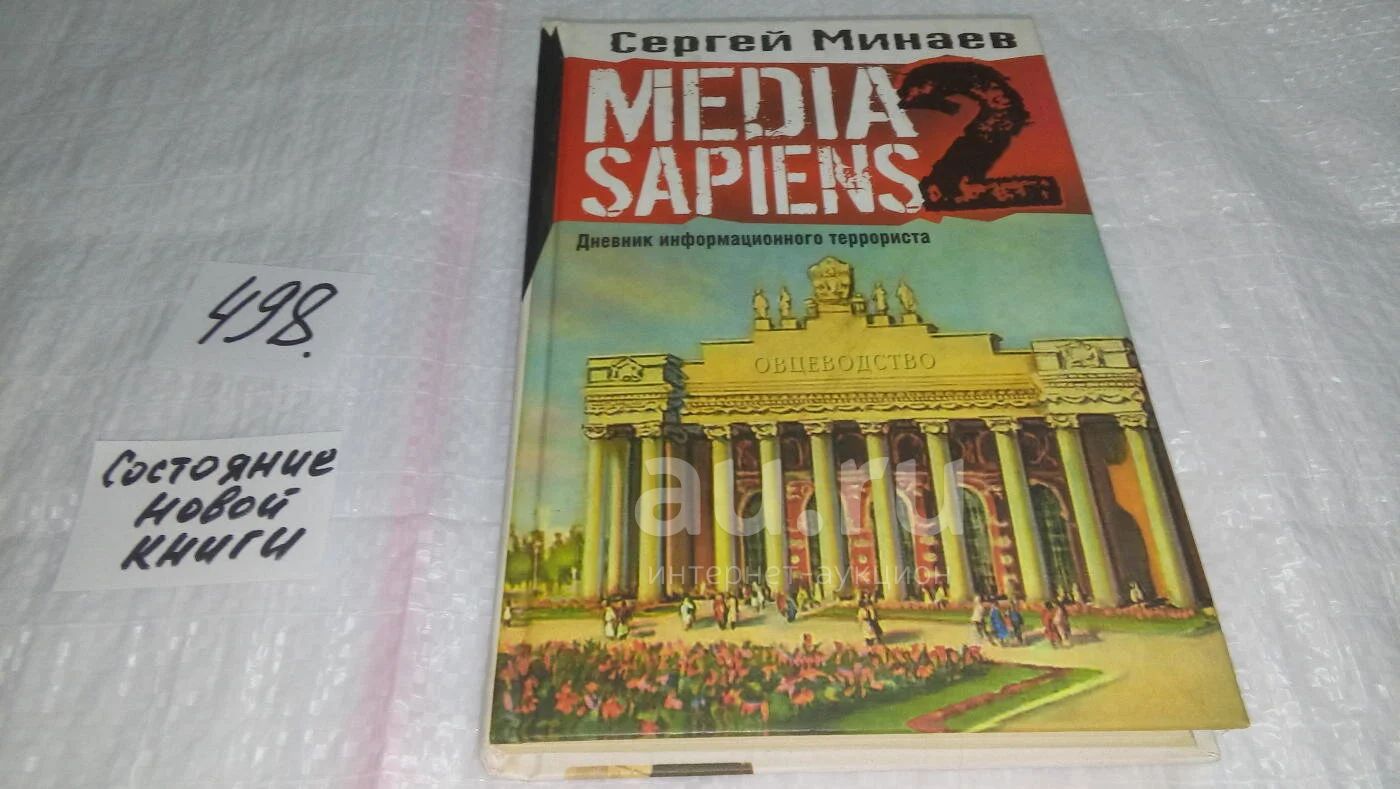 Сергей Минаев
MEDIA
SAPIENS 2
Дневник информационного террориста
ОВЦЕВОДСТВО
498.
Состояние
новой
книги
au.ru
интернет-аукцион